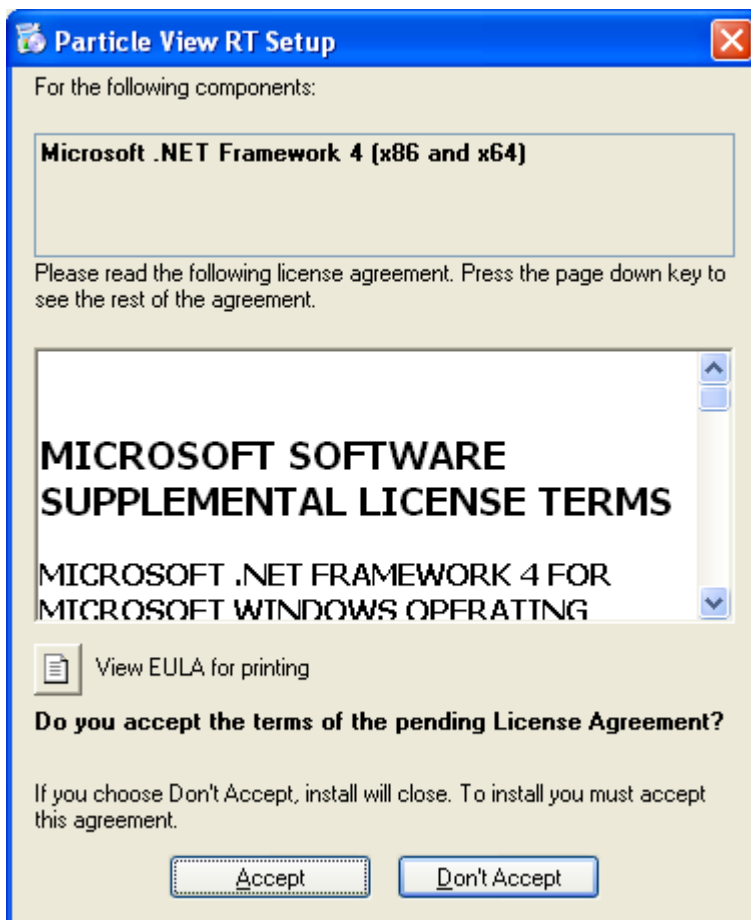 Particle View RT Setup
For the following components:
Microsoft .NET Framework 4 (x86 and x64)
Please read the following license agreement. Press the page down key to
see the rest of the agreement.
MICROSOFT SOFTWARE
SUPPLEMENTAL LICENSE TERMS
MICROSOFT .NET FRAMEWORK 4 FOR
MICROSOFT WINDOWS OPERATING
View EULA for printing
Do you accept the terms of the pending License Agreement?
If you choose Don't Accept, install will close. To install you must accept
this agreement.
Accept
Don't Accept